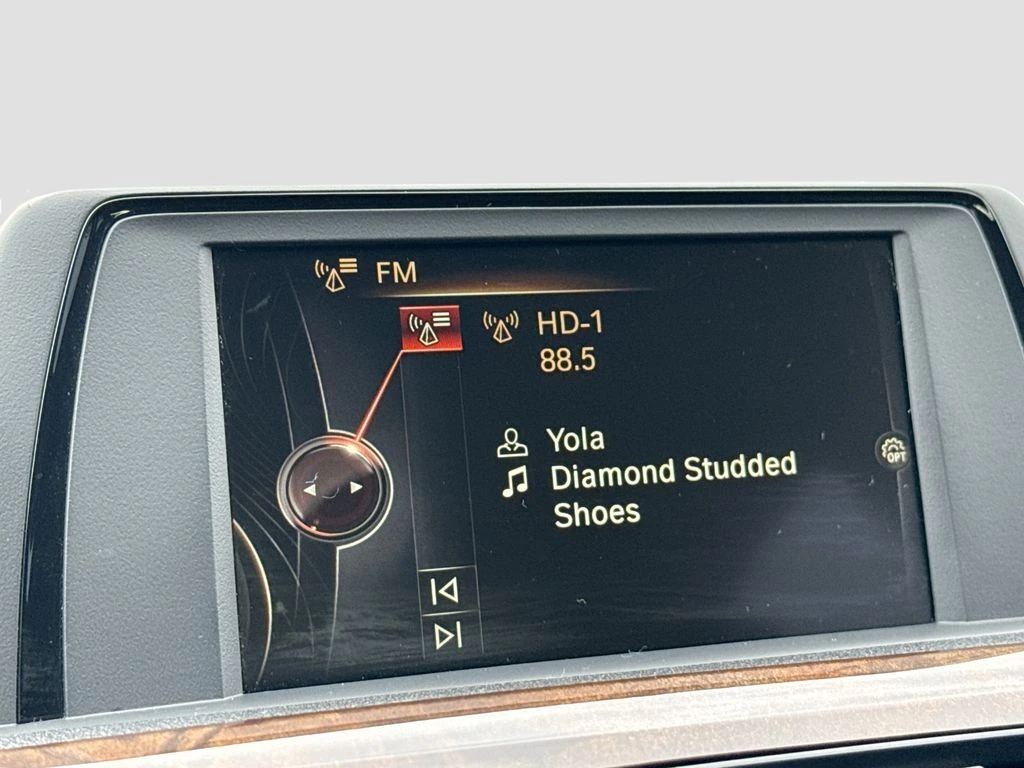 FM
HD-1
88.5
Yola
Diamond Studded
Shoes
OPT